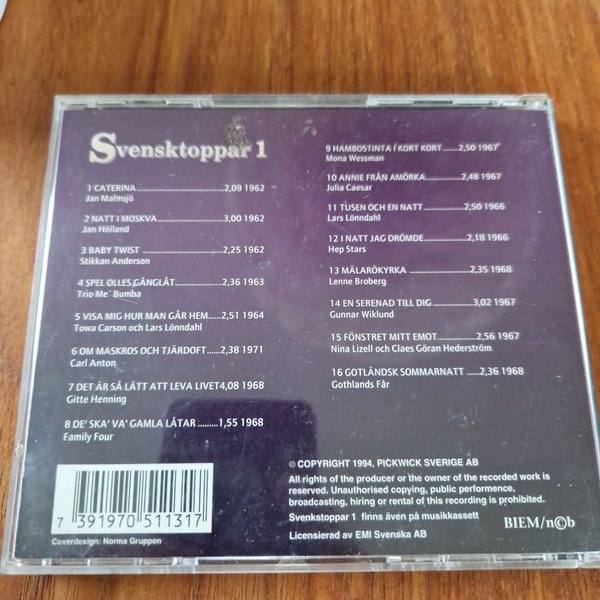 Svensktoppar 1
1 CATERINA ........................2,09 1962
Jan Malmsjö
2 NATT I MOSKVA ..................3,00 1962
Jan Höiland
3 BABY TWIST ......................2,25 1962
Stikkan Anderson
4 SPEL OLLES GÅNGLÅT ...........2,36 1963
Trio Me´ Bumba
5 VISA MIG HUR MAN GÅR HEM....2,51 1964
Towa Carson och Lars Lönndahl
6 OM MASKROS OCH TJÄRDOFT....2,38 1971
Carl Anton
7 DET ÄR SÅ LÄTT ATT LEVA LIVET4,08 1968
Gitte Henning
8 DE' SKA' VA' GAMLA LÅTAR .........1,55 1968
Family Four
9 HAMBOSTINTA I KORT KORT.......2,50 1967
Mona Wessman
10 ANNIE FRÅN AMÖRKA ........2,48 1967
Julia Caesar
11 TUSEN OCH EN NATT .........2,50 1966
Lars Lönndahl
12 I NATT JAG DRÖMDE..........2,18 1966
Hep Stars
13 MÄLARÖKYRKA ..............2,35 1968
Lenne Broberg
14 EN SERENAD TILL DIG ..........3,02 1967
Gunnar Wiklund
15 FÖNSTRET MITT EMOT..........2,56 1967
Nina Lizell och Claes Göran Hederström
16 GOTLÄNDSK SOMMARNATT ....2,36 1968
Gothlands Får
© COPYRIGHT 1994, PICKWICK SVERIGE AB
All rights of the producer or the owner of the recorded work is
reserved. Unauthorised copying, public performence,
broadcasting, hiring or rental of this recording is prohibited.
Svenkstoppar 1 finns även på musikkassett
Licensierad av EMI Svenska AB
BIEM/n©b
7 391970 511317
Coverdesign: Norma Gruppen